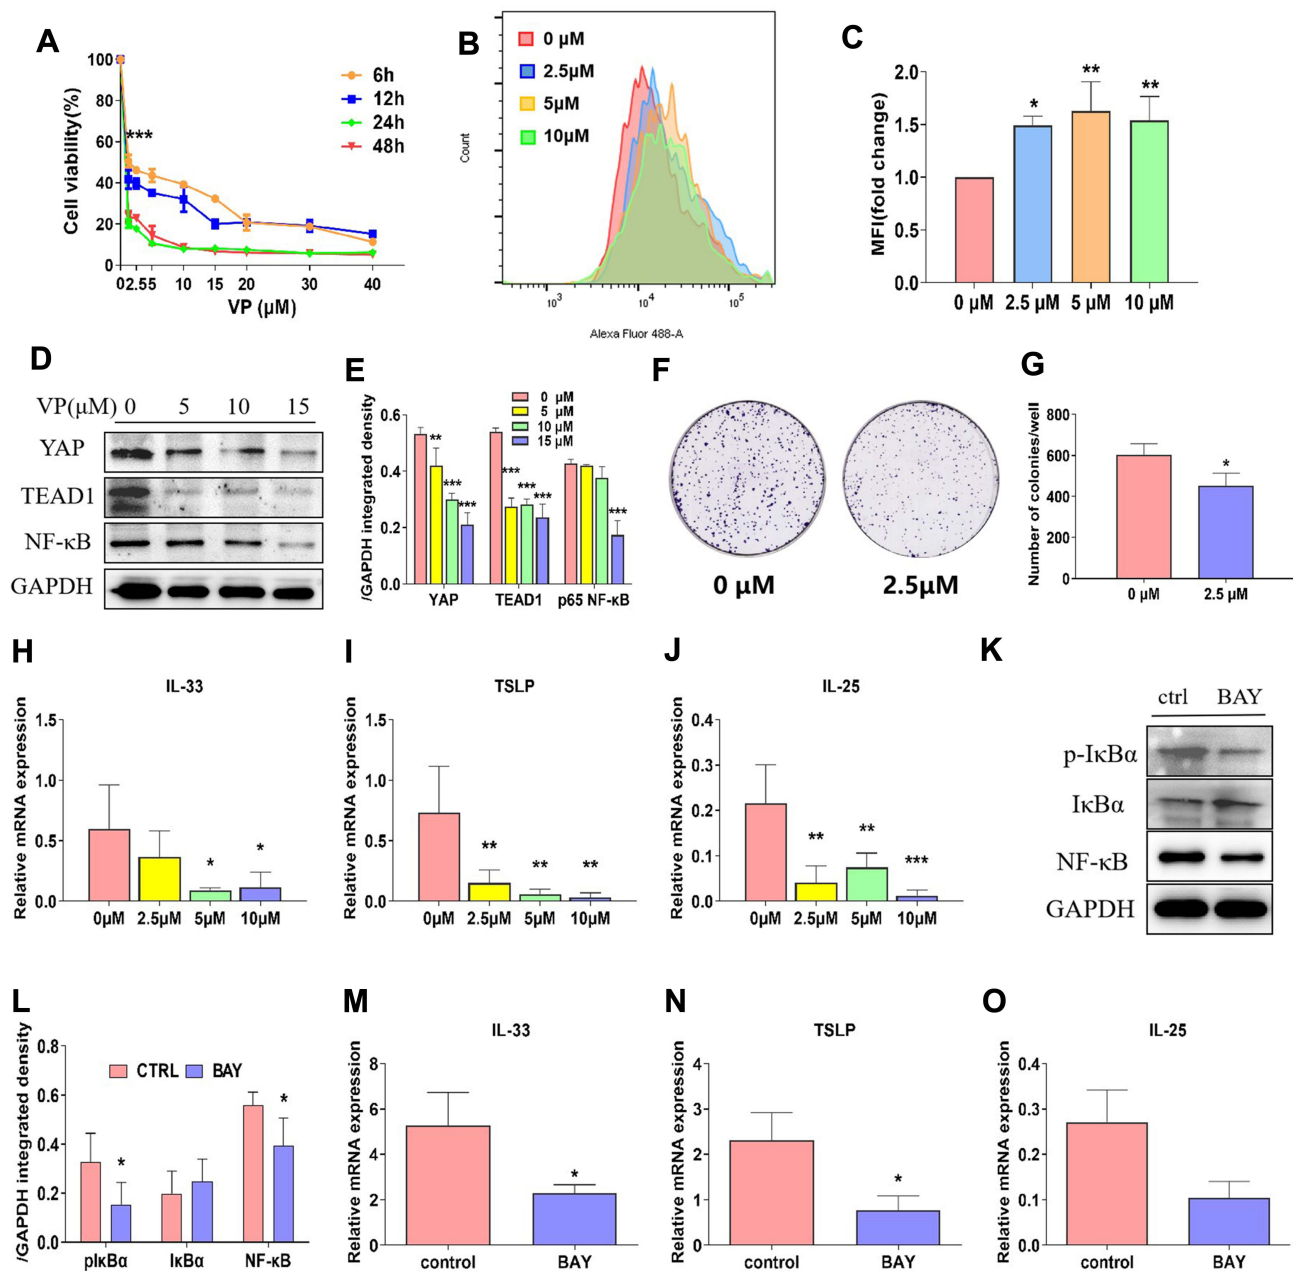 A
Cell viability(%)
100
80
60
40
20
0
***
6h
12h
24h
48h
02.55 10 15 20 30 40
VP (μM)
B
0 μM
2.5μM
5μM
10μM
Count
10³ 10⁴ 10⁵
Alexa Fluor 488-A
C
MFI(fold change)
2.0
1.5
1.0
0.5
0.0
* ** **
0 μM 2.5 μM 5 μM 10 μM
D
VP(μM) 0 5 10 15
YAP
TEAD1
NF-κB
GAPDH
E
/GAPDH integrated density
0.6
0.4
0.2
0.0
0 μM
5 μM
10 μM
15 μM
** *** *** *** *** *** ***
YAP TEAD1 p65 NF-κB
F
0 μM 2.5μM
G
Number of colonies/well
800
600
400
200
0
*
0 μM 2.5 μM
H
IL-33
Relative mRNA expression
1.5
1.0
0.5
0.0
* *
0μM 2.5μM 5μM 10μM
I
TSLP
Relative mRNA expression
1.5
1.0
0.5
0.0
** ** **
0μM 2.5μM 5μM 10μM
J
IL-25
Relative mRNA expression
0.4
0.3
0.2
0.1
0.0
** ** ***
0μM 2.5μM 5μM 10μM
K
ctrl BAY
p-IκBα
IκBα
NF-κB
GAPDH
L
/GAPDH integrated density
0.8
0.6
0.4
0.2
0.0
CTRL BAY
* *
pIκBα IκBα NF-κB
M
IL-33
Relative mRNA expression
8
6
4
2
0
*
control BAY
N
TSLP
Relative mRNA expression
4
3
2
1
0
*
control BAY
O
IL-25
Relative mRNA expression
0.4
0.3
0.2
0.1
0.0
control BAY